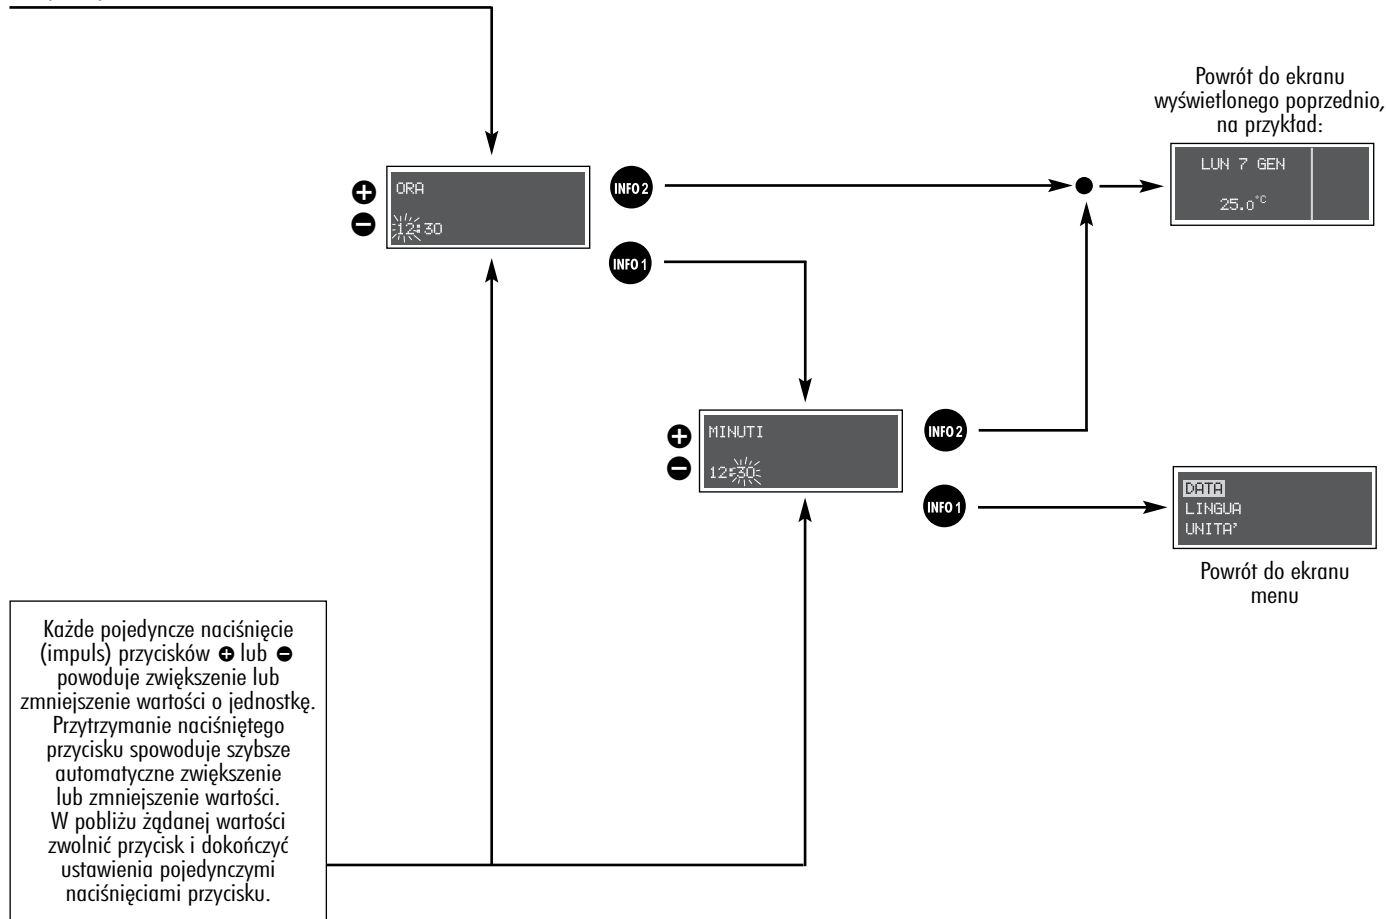 Powrót do ekranu
wyświetlonego poprzednio,
na przykład:
LUN 7 GEN
25.0°C
ORA
12:30
INFO 2
INFO 1
MINUTI
12:30
INFO 2
INFO 1
DATA
LINGUA
UNITA'
Powrót do ekranu
menu
Każde pojedyncze naciśnięcie
(impuls) przycisków + lub -
powoduje zwiększenie lub
zmniejszenie wartości o jednostkę.
Przytrzymanie naciśniętego
przycisku spowoduje szybsze
automatyczne zwiększenie
lub zmniejszenie wartości.
W pobliżu żądanej wartości
zwolnić przycisk i dokończyć
ustawienia pojedynczymi
naciśnięciami przycisku.